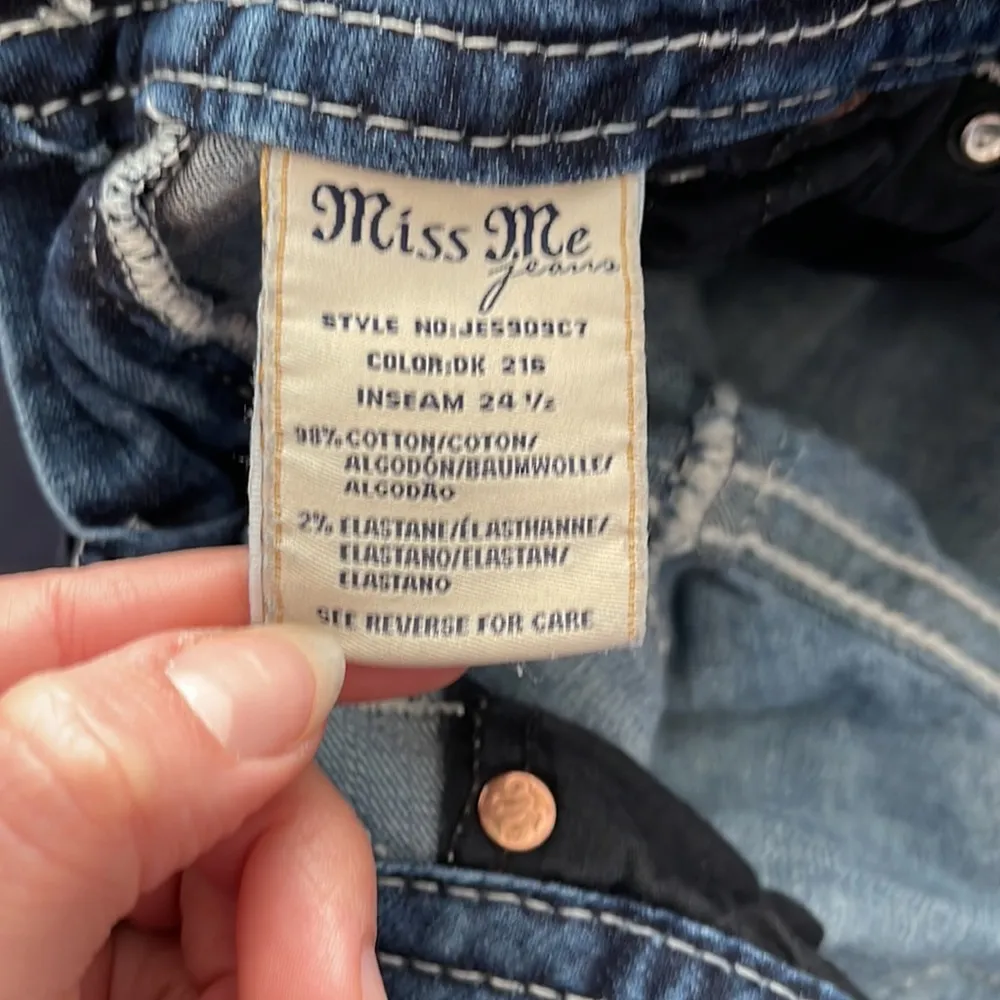 Miss Me
jeans
STYLE NO:JE5909C7
COLOR:DK 216
INSEAM 24 1/2
98% COTTON/COTON/
ALGODÓN/BAUMWOLLE/
ALGODÃO
2% ELASTANE/ÉLASTHANNE/
ELASTANO/ELASTAN/
ELASTANO
SEE REVERSE FOR CARE